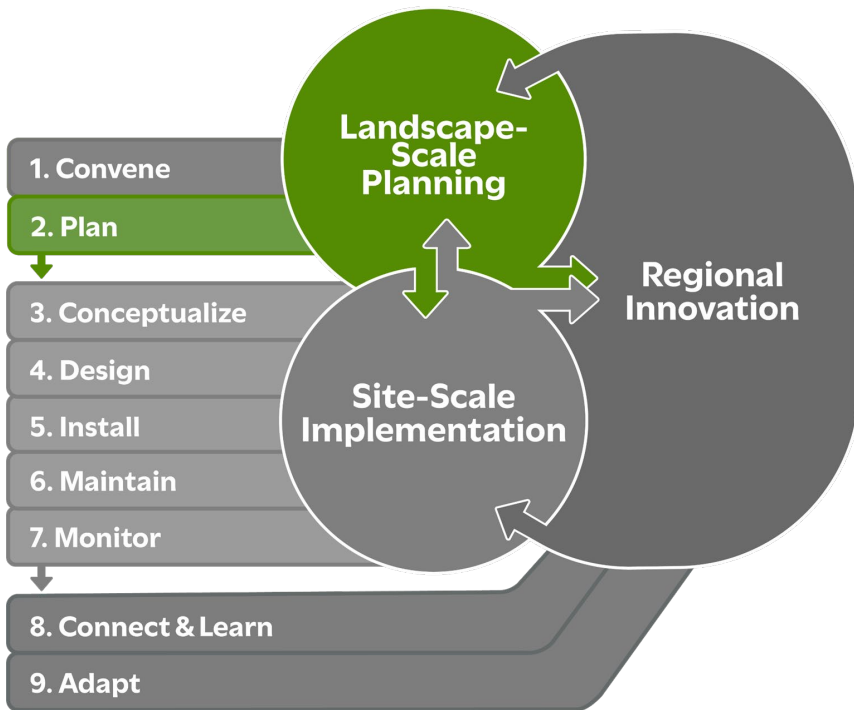 Landscape-
Scale
Planning
1. Convene
2. Plan
3. Conceptualize
4. Design
5. Install
6. Maintain
7. Monitor
8. Connect & Learn
9. Adapt
Site-Scale
Implementation
Regional
Innovation